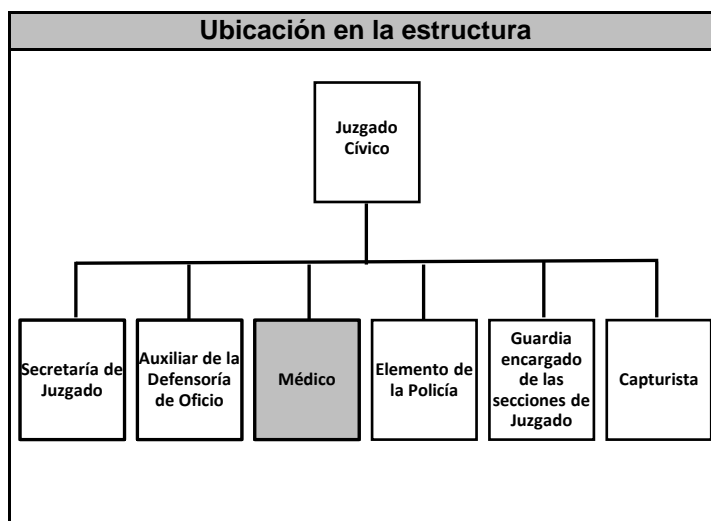 Ubicación en la estructura
Juzgado
Cívico
Secretaría de
Juzgado
Auxiliar de la
Defensoría
de Oficio
Médico
Elemento de
la Policía
Guardia
encargado
de las
secciones de
Juzgado
Capturista